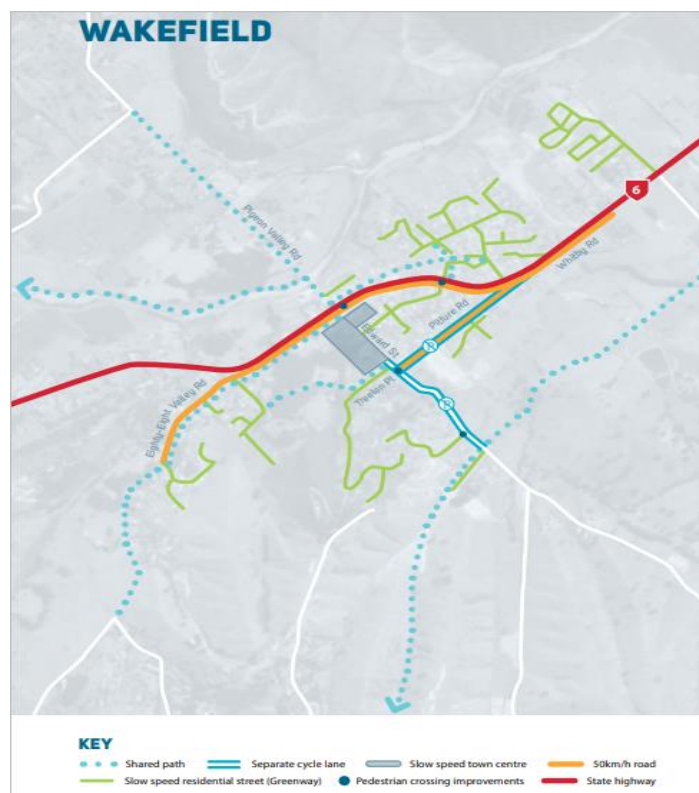 WAKEFIELD
6
Pigeon Valley Rd
Whitby Rd
Pitfure Rd
Edward St
Treeton Pl
Eighty-Eight Valley Rd
KEY
Shared path
Separate cycle lane
Slow speed town centre
50km/h road
Slow speed residential street (Greenway)
Pedestrian crossing improvements
State highway